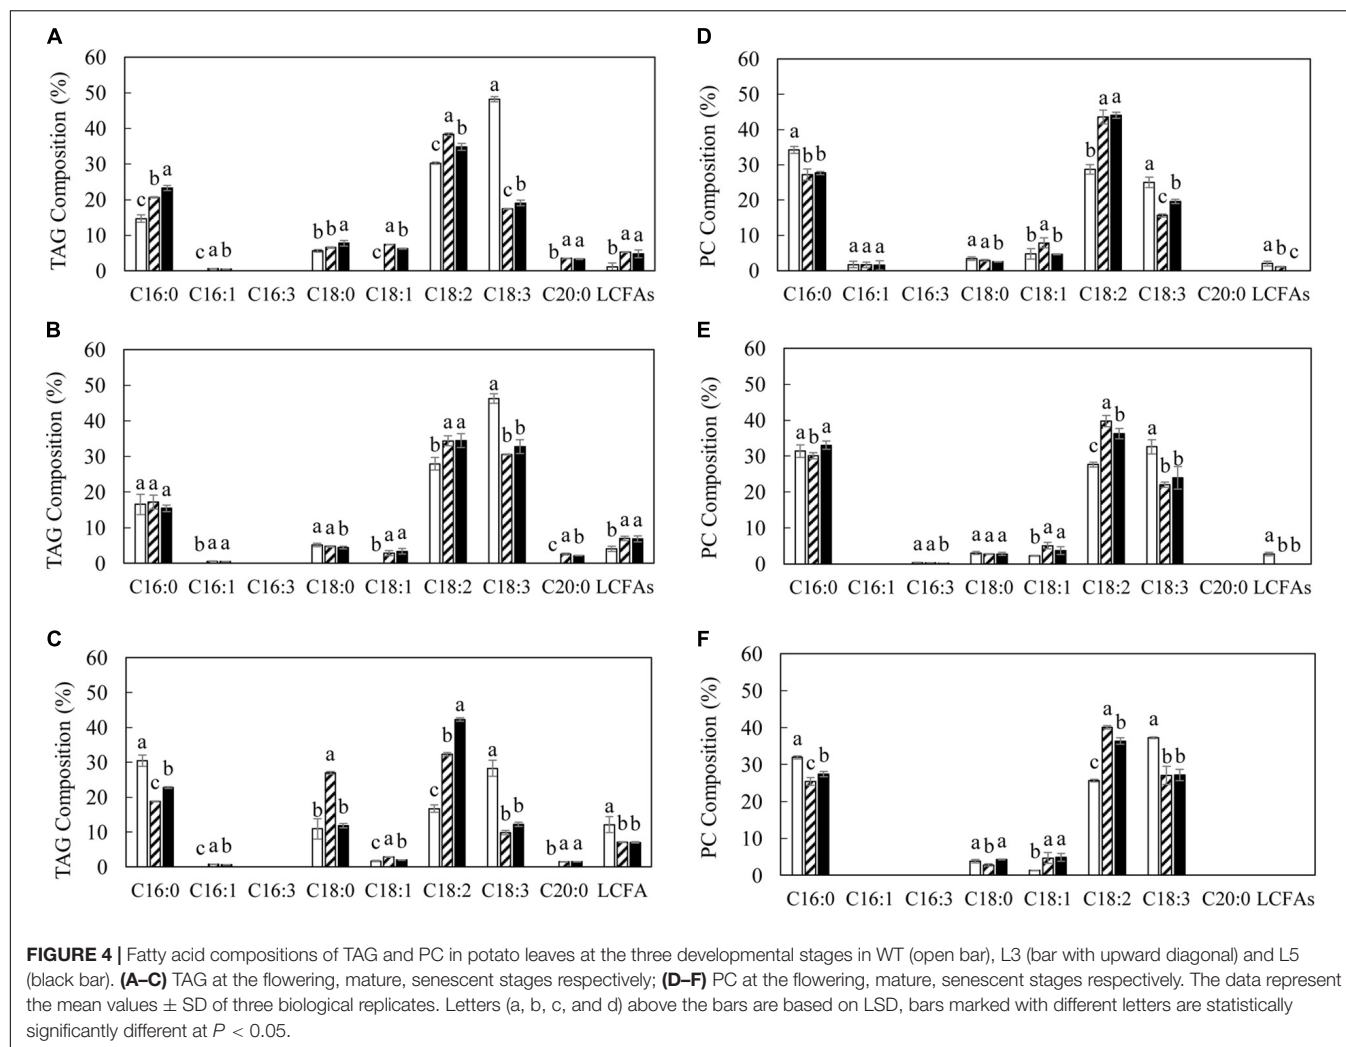 A
TAG Composition (%)
60
50
40
30
20
10
0
c b a
c a b
b b a
c a b
c a b
a c b
b a a
b a a
C16:0 C16:1 C16:3 C18:0 C18:1 C18:2 C18:3 C20:0 LCFAs
B
TAG Composition (%)
60
50
40
30
20
10
0
a a a
b a a
a a b
b a a
b a a
a b b
c a b
b a a
C16:0 C16:1 C16:3 C18:0 C18:1 C18:2 C18:3 C20:0 LCFAs
C
TAG Composition (%)
60
50
40
30
20
10
0
a c b
c a b
b a b
c a b
c b a
a c b
b a a
a b b
C16:0 C16:1 C16:3 C18:0 C18:1 C18:2 C18:3 C20:0 LCFA
D
PC Composition (%)
60
50
40
30
20
10
0
a b b
a a a
a a b
b a b
b a a
a c b
a b c
C16:0 C16:1 C16:3 C18:0 C18:1 C18:2 C18:3 C20:0 LCFAs
E
PC Composition (%)
60
50
40
30
20
10
0
a b a
a a b
a a a
b a a
c a b
a b b
a b b
C16:0 C16:1 C16:3 C18:0 C18:1 C18:2 C18:3 C20:0 LCFAs
F
PC Composition (%)
60
50
40
30
20
10
0
a c b
a b a
b a a
c a b
a b b
C16:0 C16:1 C16:3 C18:0 C18:1 C18:2 C18:3 C20:0 LCFAs
FIGURE 4 | Fatty acid compositions of TAG and PC in potato leaves at the three developmental stages in WT (open bar), L3 (bar with upward diagonal) and L5
(black bar). (A–C) TAG at the flowering, mature, senescent stages respectively; (D–F) PC at the flowering, mature, senescent stages respectively. The data represent
the mean values ± SD of three biological replicates. Letters (a, b, c, and d) above the bars are based on LSD, bars marked with different letters are statistically
significantly different at P < 0.05.